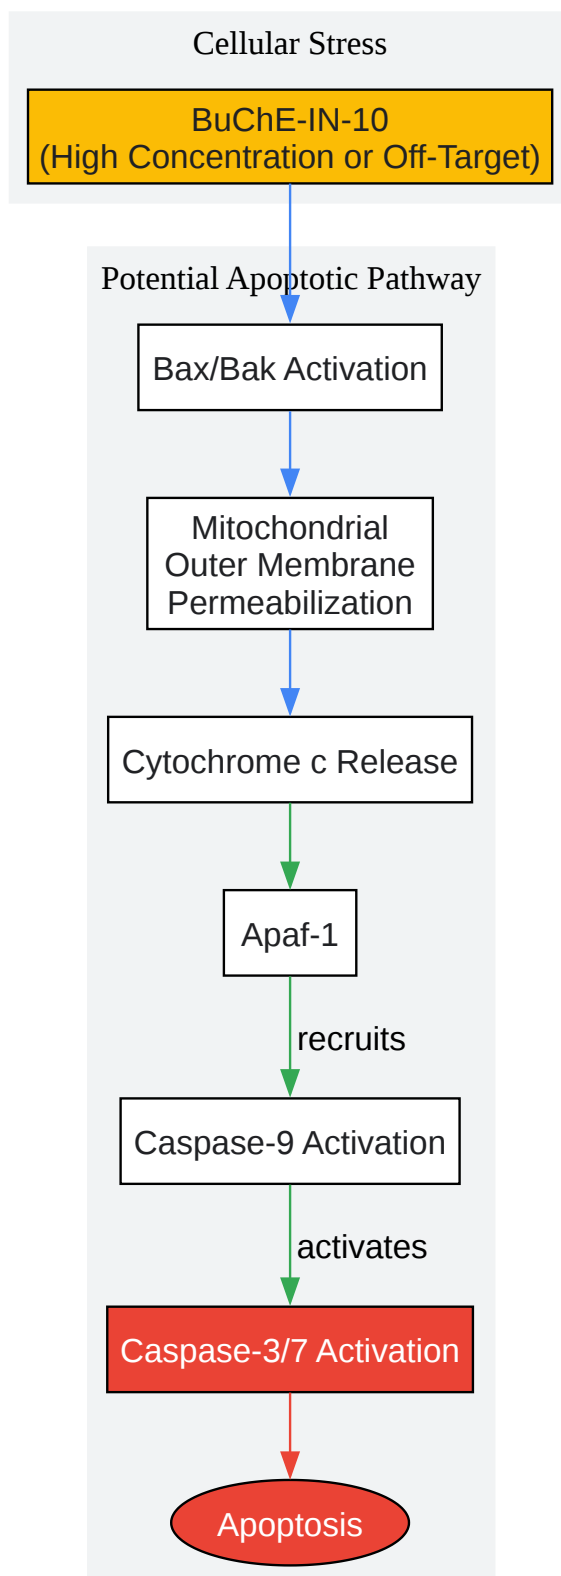 Cellular Stress
BuChE-IN-10
(High Concentration or Off-Target)
Potential Apoptotic Pathway
Bax/Bak Activation
Mitochondrial
Outer Membrane
Permeabilization
Cytochrome c Release
Apaf-1
recruits
Caspase-9 Activation
activates
Caspase-3/7 Activation
Apoptosis